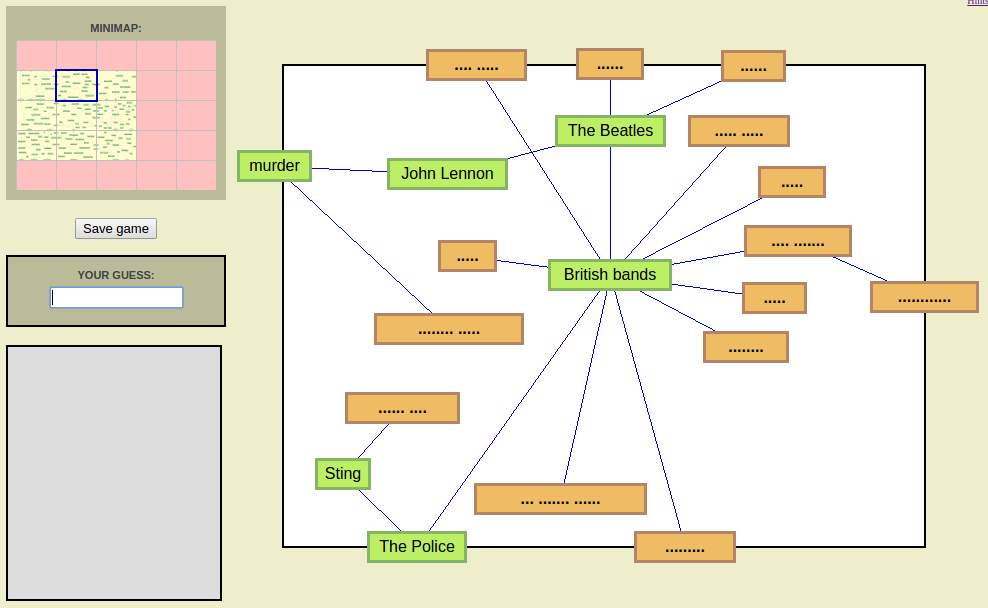 Hints
MINIMAP:
Save game
YOUR GUESS:
.... .....
......
......
The Beatles
..... .....
murder
John Lennon
.....
.... .......
.....
British bands
............
.....
........ .....
........
...... ....
Sting
... ....... ......
The Police
.........